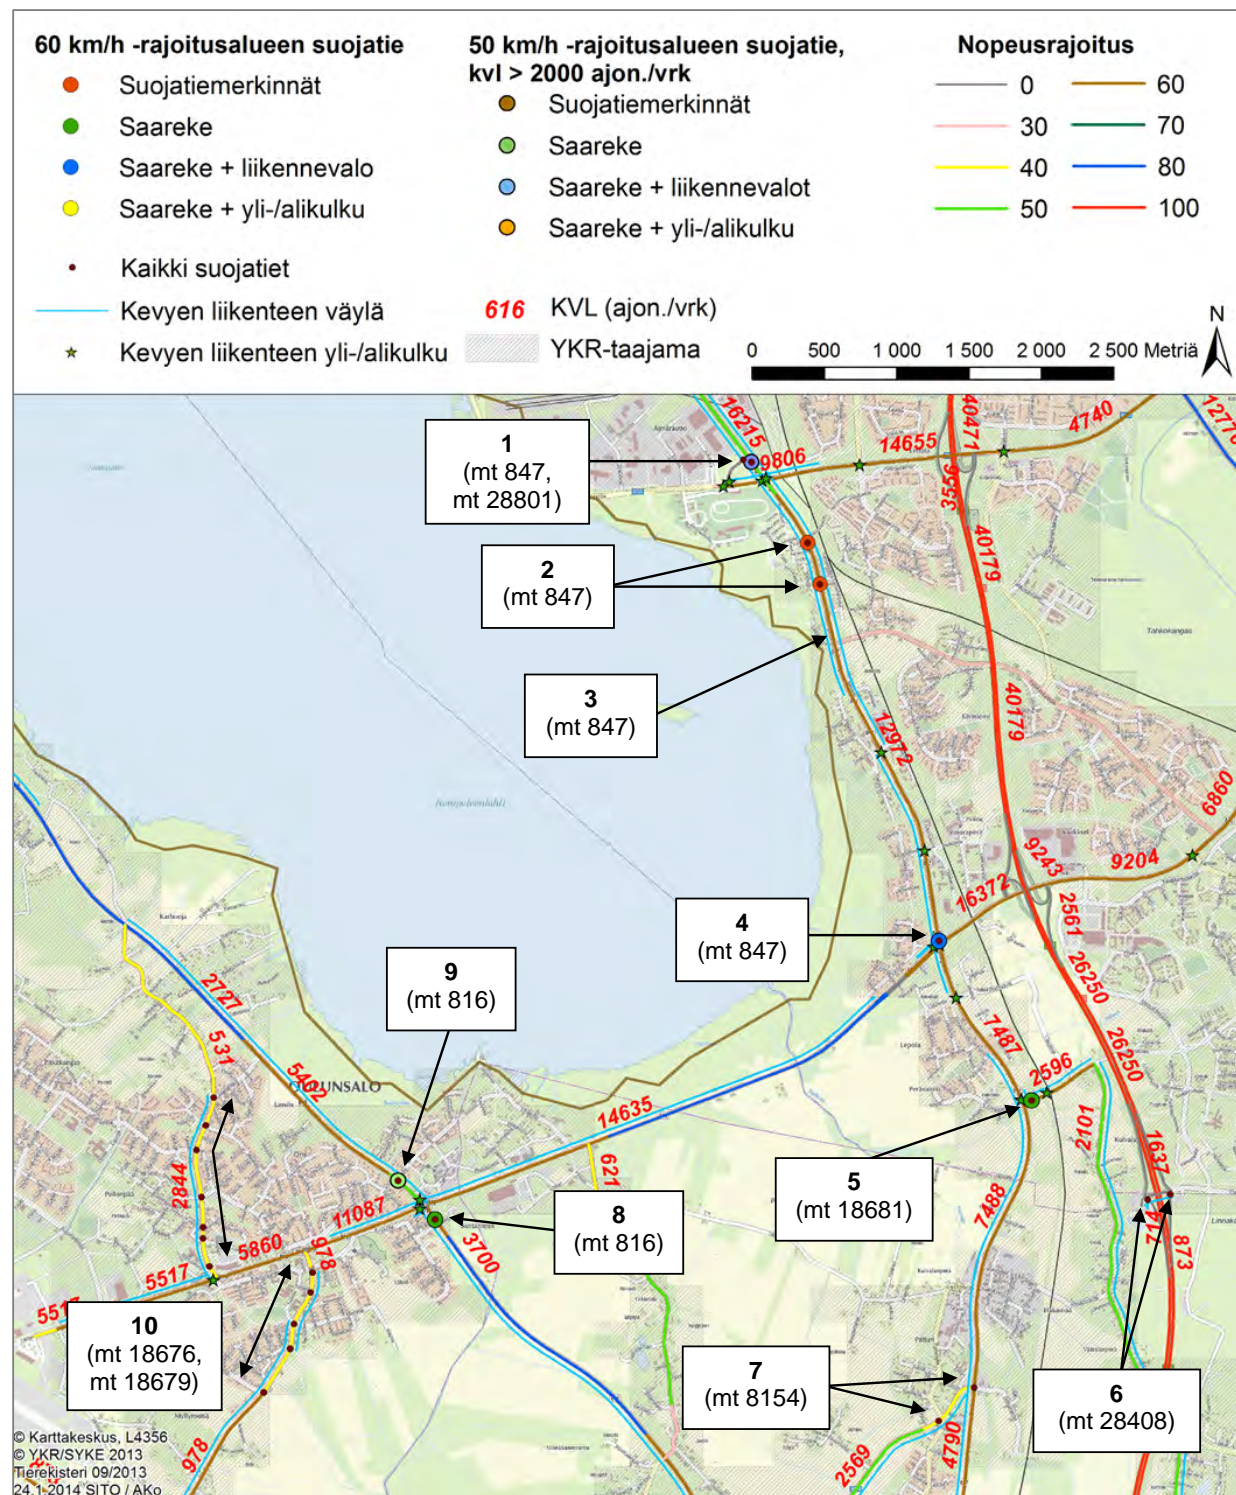 60 km/h -rajoitusalueen suojatie
Suojatiemerkinnät
Saareke
Saareke + liikennevalo
Saareke + yli-/alikulku
Kaikki suojatiet
Kevyen liikenteen väylä
Kevyen liikenteen yli-/alikulku
50 km/h -rajoitusalueen suojatie,
kvl > 2000 ajon./vrk
Suojatiemerkinnät
Saareke
Saareke + liikennevalot
Saareke + yli-/alikulku
616 KVL (ajon./vrk)
YKR-taajama
Nopeusrajoitus
0 60
30 70
40 80
50 100
N
0 500 1 000 1 500 2 000 2 500 Metriä
1
(mt 847,
mt 28801)
2
(mt 847)
3
(mt 847)
4
(mt 847)
5
(mt 18681)
6
(mt 28408)
7
(mt 8154)
8
(mt 816)
9
(mt 816)
10
(mt 18676,
mt 18679)
16215
9806
14655
40471
4740
12770
3556
40179
40179
12972
6860
9243
9204
16372
2561
26250
26250
7487
2596
2101
1637
714
873
7488
14635
621
2727
531
5402
OULUNSALO
2844
11087
5860
978
5517
5517
3700
978
2569
4790
Kempeleenlahti
© Karttakeskus, L4356
© YKR/SYKE 2013
Tierekisteri 09/2013
24.1.2014 SITO / AKo